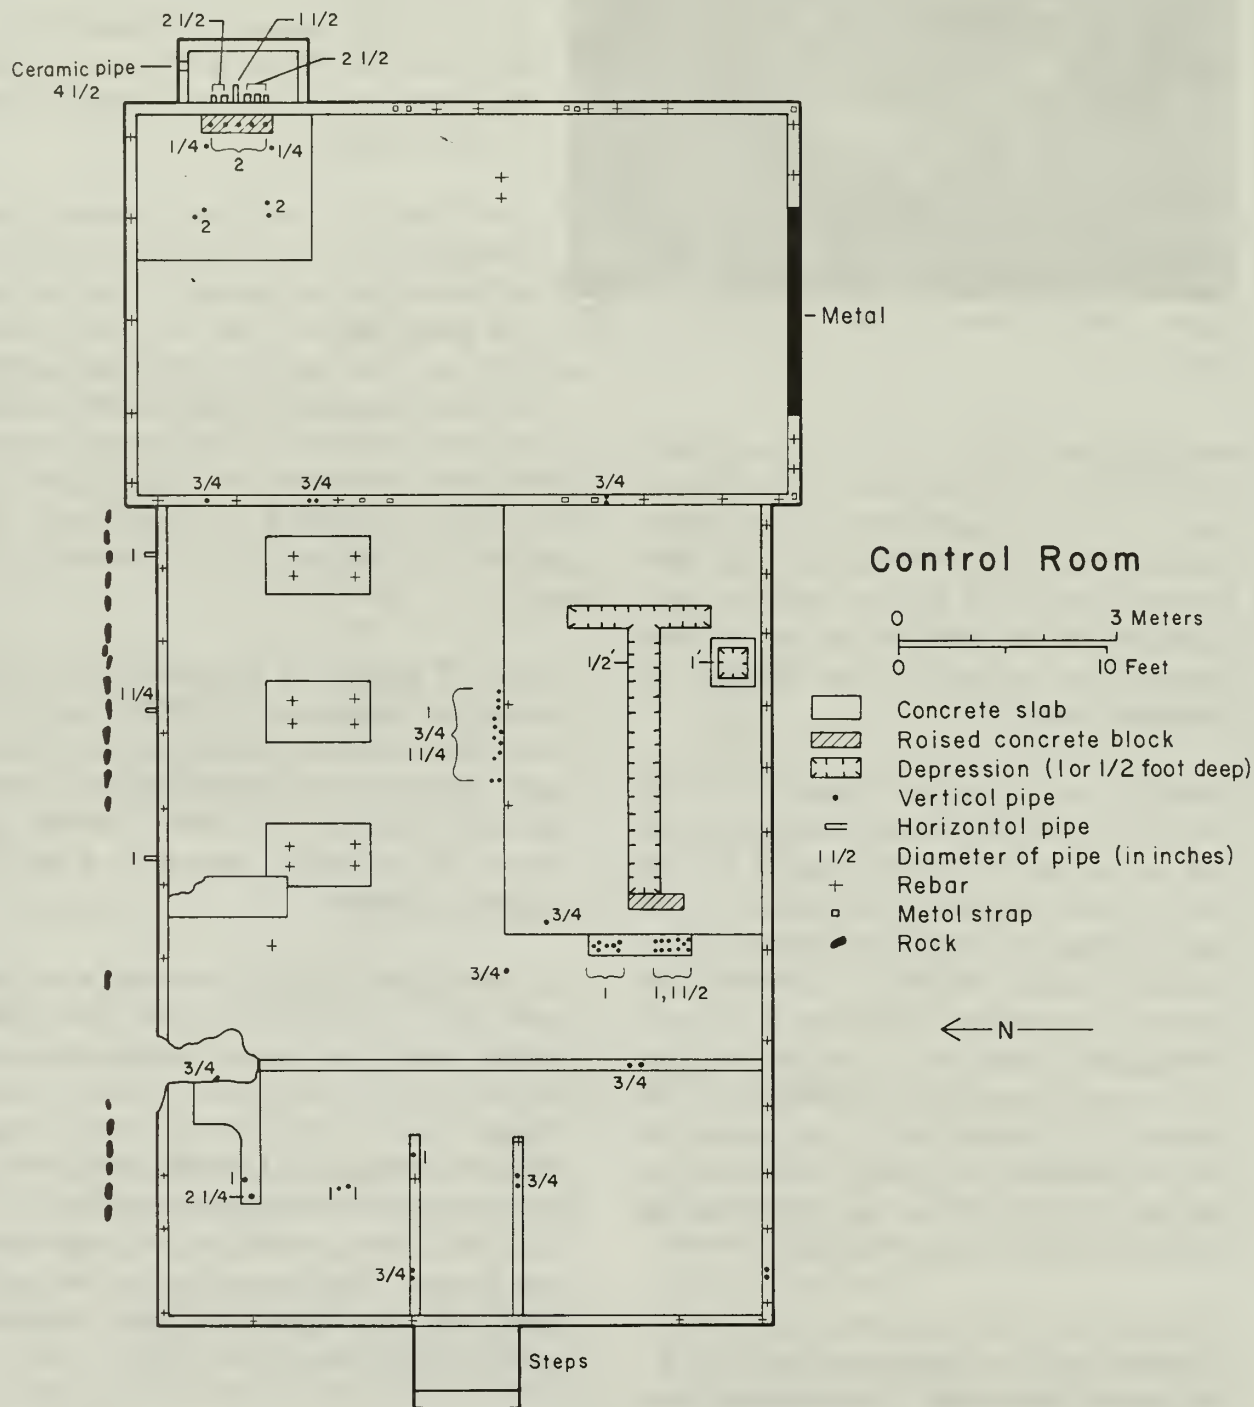 2 1/2
1 1/2
2 1/2
Ceramic pipe
4 1/2
1/4
1/4
2
2
2
Metal
3/4
3/4
3/4
1
Control Room
0
3 Meters
0
10 Feet
1/2'
1'
1 1/4
1
3/4
1 1/4
Concrete slab
Roised concrete block
Depression (1 or 1/2 foot deep)
Verticol pipe
Horizontol pipe
1 1/2
Diameter of pipe (in inches)
Rebar
Metol strap
Rock
1
3/4
3/4
1
1, 1 1/2
N
3/4
3/4
1
3/4
1
2 1/4
1
1
3/4
Steps